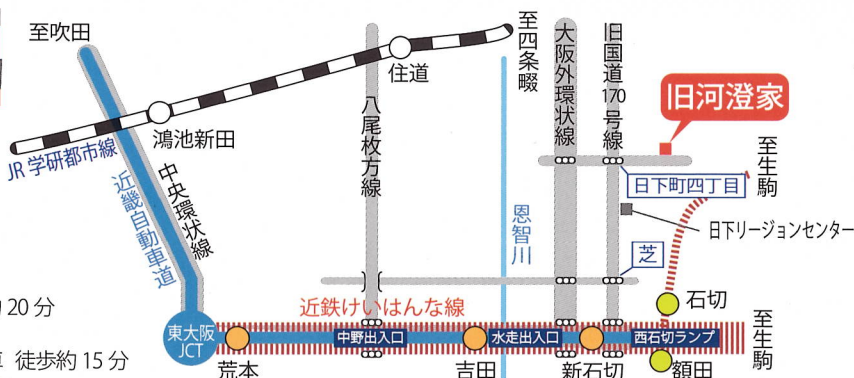 至吹田
至四条畷
大阪外環状線
旧国道170号線
住道
旧河澄家
八尾枚方線
鴻池新田
JR学研都市線
中央環状線
近畿自動車道
至生駒
日下町四丁目
恩智川
日下リージョンセンター
芝
石切
20分
近鉄けいはんな線
東大阪
JCT
中野出入口
水走出入口
西石切ランプ
至生駒
徒歩約15分
荒本
吉田
新石切
額田